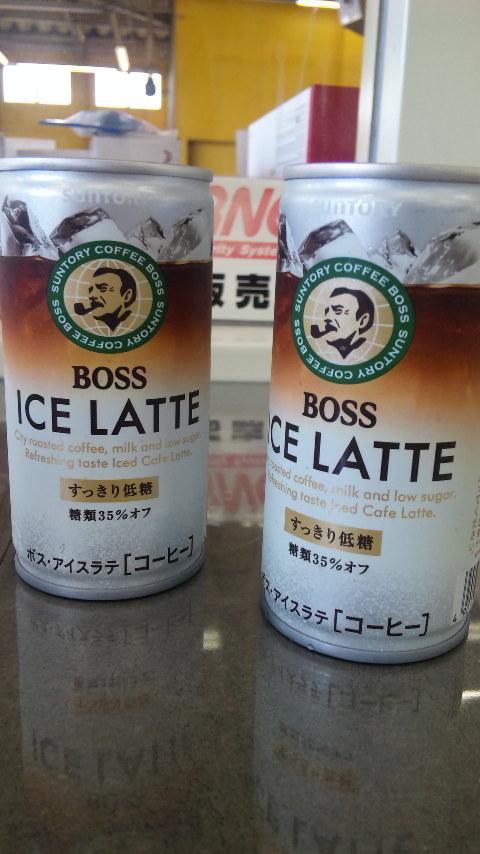 SUNTORY
SUNTORY COFFEE BOSS SUNTORY COFFEE BOSS
BOSS
ICE LATTE
City roasted coffee, milk and low sugar.
Refreshing taste Iced Cafe Latte.
すっきり低糖
糖類35%オフ
ボス・アイスラテ[コーヒー]
SUNTORY
SUNTORY COFFEE BOSS SUNTORY COFFEE BOSS
BOSS
ICE LATTE
roasted coffee, milk and low sugar.
Refreshing taste Iced Cafe Latte.
すっきり低糖
糖類35%オフ
ボス・アイスラテ[コーヒー]
販売